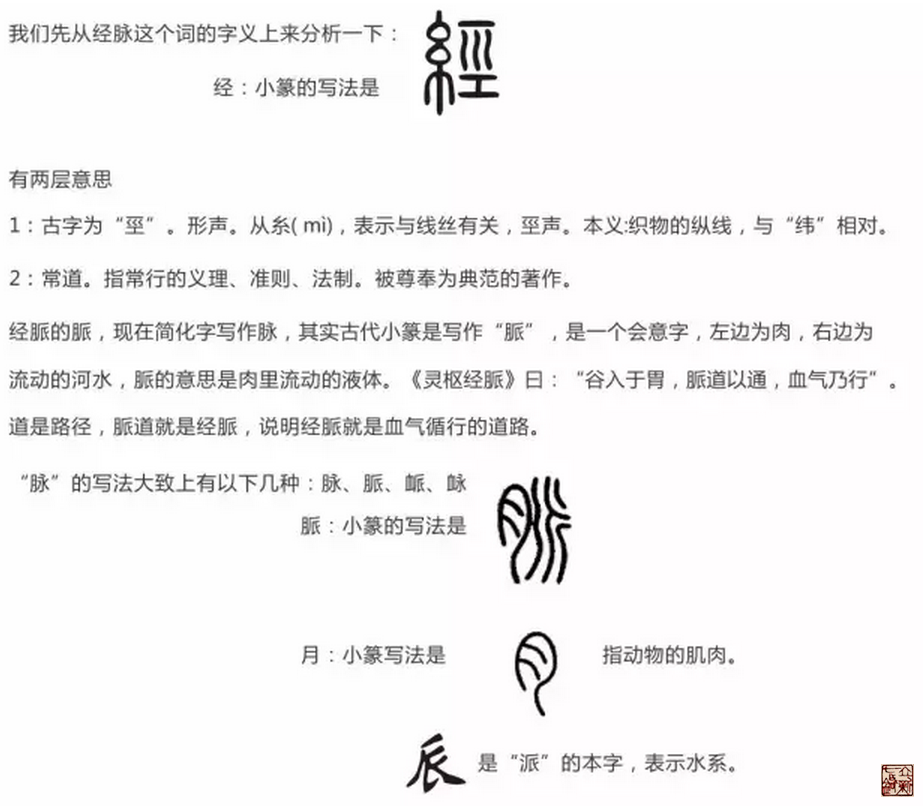 我们先从经脉这个词的字义上来分析一下：
经：小篆的写法是 經
有两层意思
1：古字为“巠”。形声。从糸( mì)，表示与线丝有关，巠声。本义:织物的纵线，与“纬”相对。
2：常道。指常行的义理、准则、法制。被尊奉为典范的著作。
经脈的脈，现在简化字写作脉，其实古代小篆是写作“脈”，是一个会意字，左边为肉，右边为
流动的河水，脈的意思是肉里流动的液体。《灵枢经脈》曰：“谷入于胃，脈道以通，血气乃行”。
道是路径，脈道就是经脈，说明经脈就是血气循行的道路。
“脉”的写法大致上有以下几种：脉、脈、衇、䘑
脈：小篆的写法是 脈
月：小篆写法是 月 指动物的肌肉。
𠂢 是“派”的本字，表示水系。